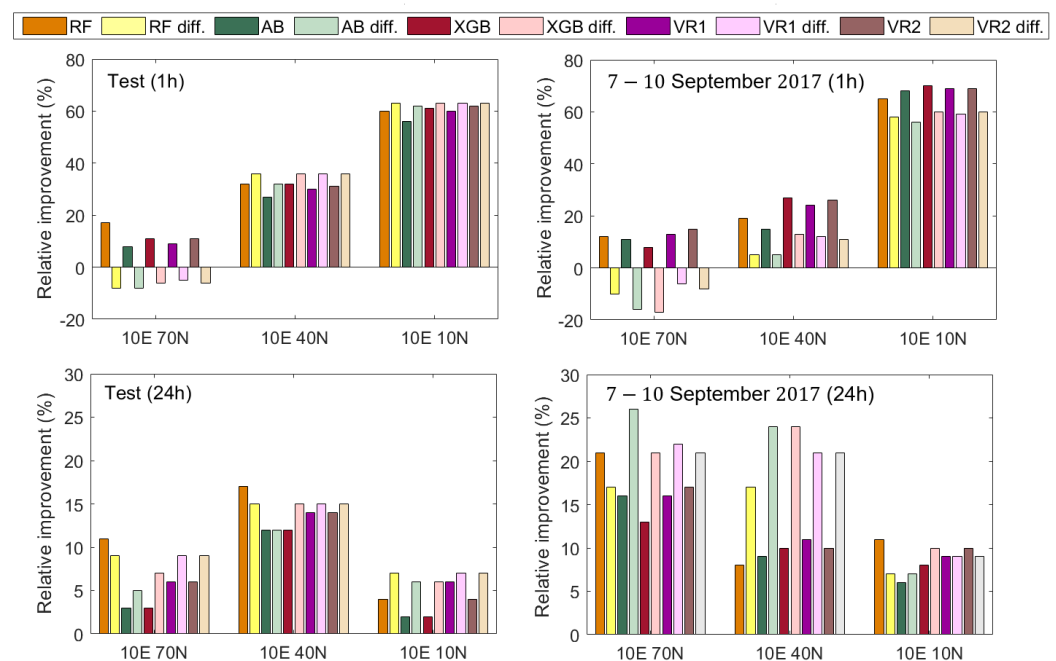 RF RF diff. AB AB diff. XGB XGB diff. VR1 VR1 diff. VR2 VR2 diff.
Test (1h)
Relative improvement (%)
80
60
40
20
0
-20
10E 70N 10E 40N 10E 10N
7 – 10 September 2017 (1h)
Relative improvement (%)
80
60
40
20
0
-20
10E 70N 10E 40N 10E 10N
Test (24h)
Relative improvement (%)
30
25
20
15
10
5
0
10E 70N 10E 40N 10E 10N
7 – 10 September 2017 (24h)
Relative improvement (%)
30
25
20
15
10
5
0
10E 70N 10E 40N 10E 10N